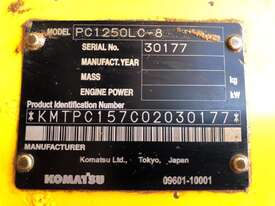 MODEL PC1250LC-8
SERIAL No. 30177
MANUFACT.YEAR
MASS kg
ENGINE POWER kW
Product Identification Number
*KMTPC157C02030177*
MANUFACTURER
Komatsu Ltd., Tokyo, Japan
KOMATSU 09601-10001